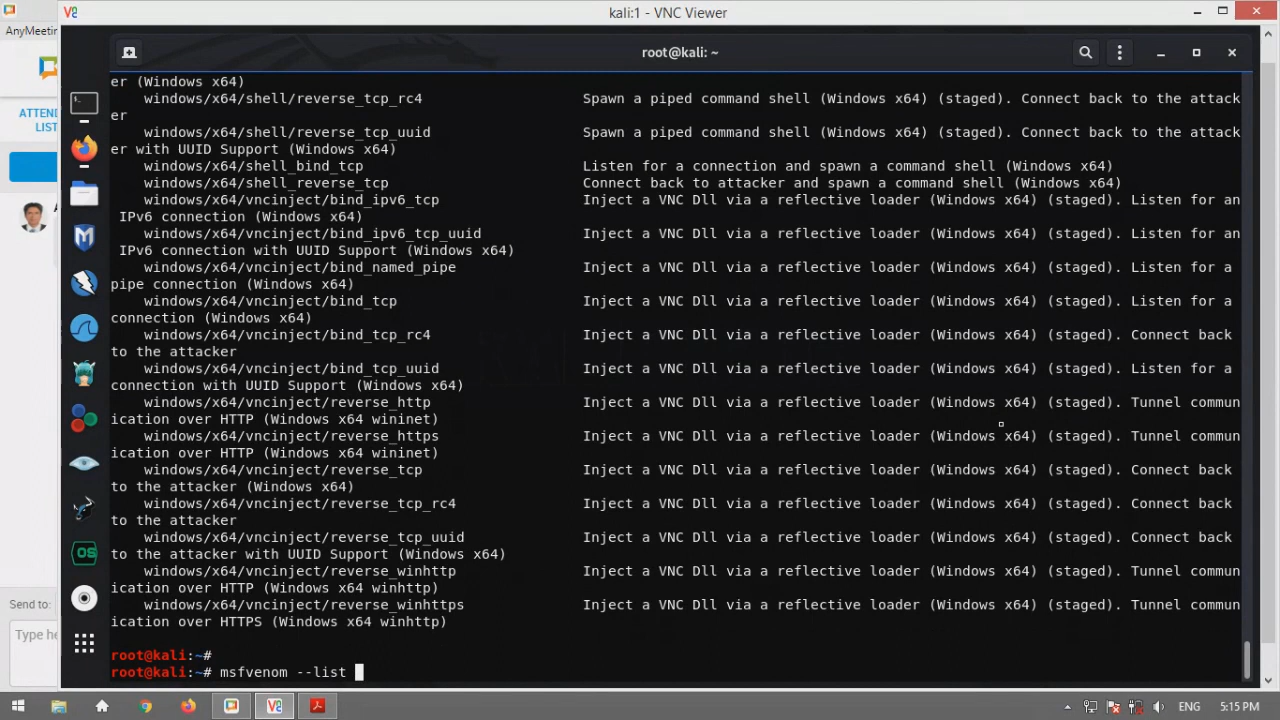 kali:1 - VNC Viewer
AnyMeetin
root@kali: ~
er (Windows x64)
windows/x64/shell/reverse_tcp_rc4 Spawn a piped command shell (Windows x64) (staged). Connect back to the attack
er
windows/x64/shell/reverse_tcp_uuid Spawn a piped command shell (Windows x64) (staged). Connect back to the attack
er with UUID Support (Windows x64)
windows/x64/shell_bind_tcp Listen for a connection and spawn a command shell (Windows x64)
windows/x64/shell_reverse_tcp Connect back to attacker and spawn a command shell (Windows x64)
windows/x64/vncinject/bind_ipv6_tcp Inject a VNC Dll via a reflective loader (Windows x64) (staged). Listen for an
IPv6 connection (Windows x64)
windows/x64/vncinject/bind_ipv6_tcp_uuid Inject a VNC Dll via a reflective loader (Windows x64) (staged). Listen for an
IPv6 connection with UUID Support (Windows x64)
windows/x64/vncinject/bind_named_pipe Inject a VNC Dll via a reflective loader (Windows x64) (staged). Listen for a
pipe connection (Windows x64)
windows/x64/vncinject/bind_tcp Inject a VNC Dll via a reflective loader (Windows x64) (staged). Listen for a
connection (Windows x64)
windows/x64/vncinject/bind_tcp_rc4 Inject a VNC Dll via a reflective loader (Windows x64) (staged). Connect back
to the attacker
windows/x64/vncinject/bind_tcp_uuid Inject a VNC Dll via a reflective loader (Windows x64) (staged). Listen for a
connection with UUID Support (Windows x64)
windows/x64/vncinject/reverse_http Inject a VNC Dll via a reflective loader (Windows x64) (staged). Tunnel commun
ication over HTTP (Windows x64 wininet)
windows/x64/vncinject/reverse_https Inject a VNC Dll via a reflective loader (Windows x64) (staged). Tunnel commun
ication over HTTP (Windows x64 wininet)
windows/x64/vncinject/reverse_tcp Inject a VNC Dll via a reflective loader (Windows x64) (staged). Connect back
to the attacker (Windows x64)
windows/x64/vncinject/reverse_tcp_rc4 Inject a VNC Dll via a reflective loader (Windows x64) (staged). Connect back
to the attacker
windows/x64/vncinject/reverse_tcp_uuid Inject a VNC Dll via a reflective loader (Windows x64) (staged). Connect back
to the attacker with UUID Support (Windows x64)
windows/x64/vncinject/reverse_winhttp Inject a VNC Dll via a reflective loader (Windows x64) (staged). Tunnel commun
ication over HTTP (Windows x64 winhttp)
windows/x64/vncinject/reverse_winhttps Inject a VNC Dll via a reflective loader (Windows x64) (staged). Tunnel commun
ication over HTTPS (Windows x64 winhttp)
root@kali:~#
root@kali:~# msfvenom --list
ATTEND
LIST
A
Send to:
Type he
OS
ENG
5:15 PM